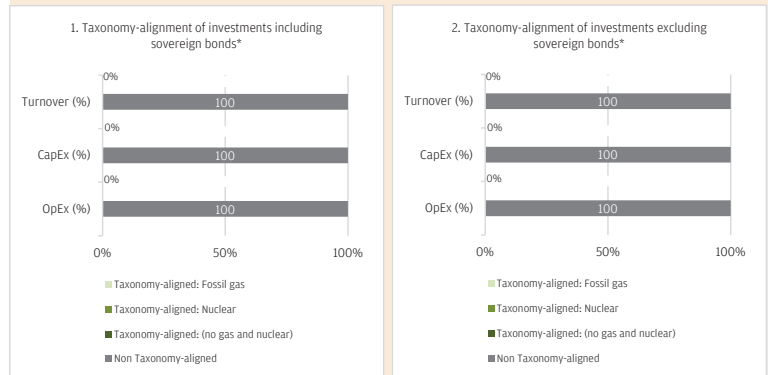 1. Taxonomy-alignment of investments including
sovereign bonds*
0%
Turnover (%)
100
0%
CapEx (%)
100
0%
OpEx (%)
100
0%
50%
100%
Taxonomy-aligned: Fossil gas
Taxonomy-aligned: Nuclear
Taxonomy-aligned: (no gas and nuclear)
Non Taxonomy-aligned
2. Taxonomy-alignment of investments excluding
sovereign bonds*
0%
Turnover (%)
100
0%
CapEx (%)
100
0%
OpEx (%)
100
0%
50%
100%
Taxonomy-aligned: Fossil gas
Taxonomy-aligned: Nuclear
Taxonomy-aligned: (no gas and nuclear)
Non Taxonomy-aligned